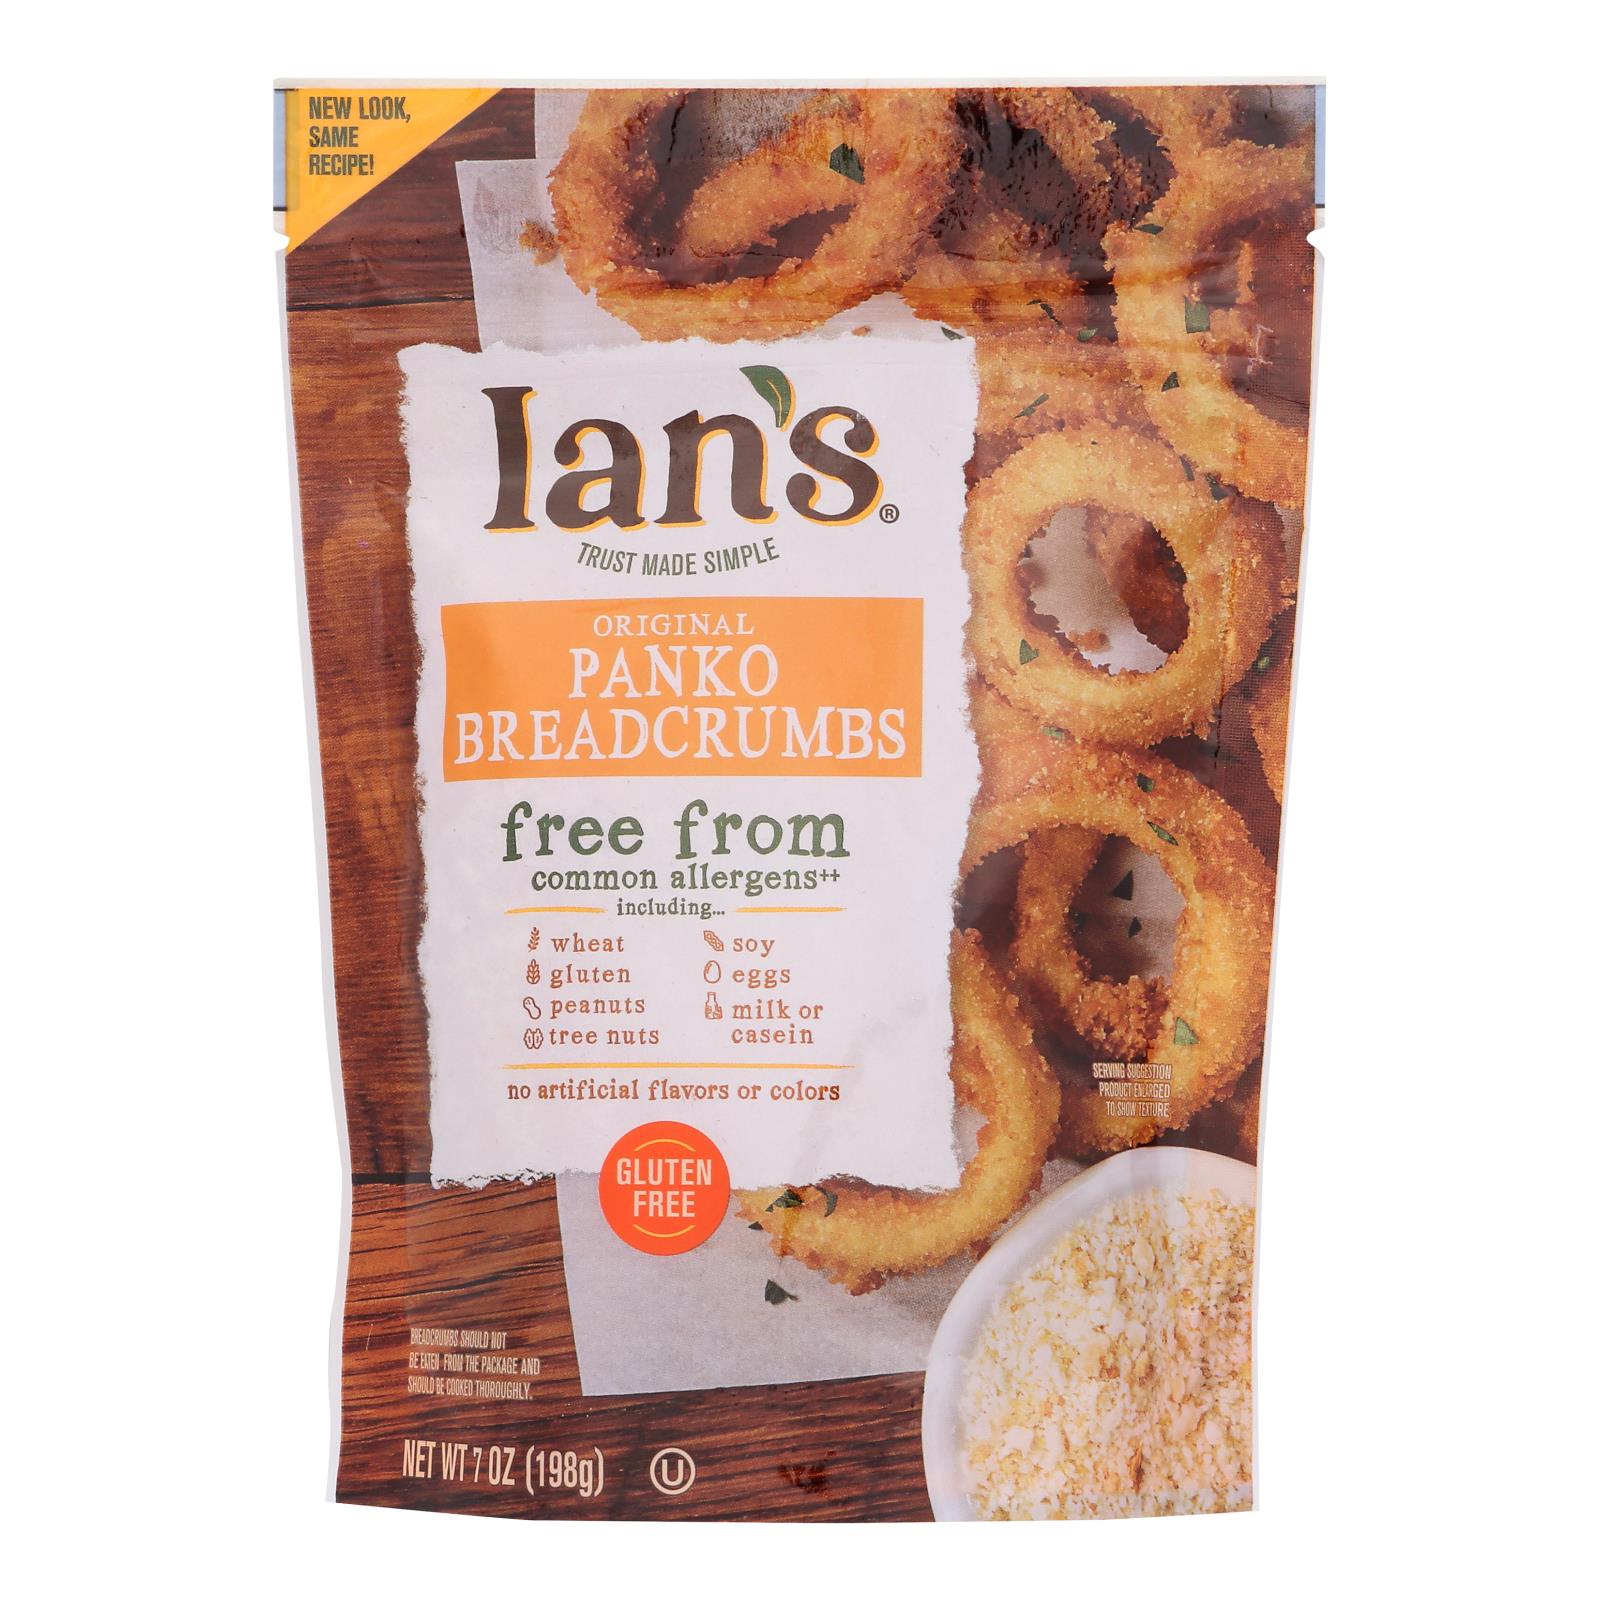 NEW LOOK,
SAME
RECIPE!
Ian's®
TRUST MADE SIMPLE
ORIGINAL
PANKO
BREADCRUMBS
free from
common allergens++
including...
wheat
gluten
peanuts
tree nuts
soy
eggs
milk or
casein
no artificial flavors or colors
GLUTEN
FREE
SERVING SUGGESTION
PRODUCT ENLARGED
TO SHOW TEXTURE
BREADCRUMBS SHOULD NOT
BE EATEN FROM THE PACKAGE AND
SHOULD BE COOKED THOROUGHLY.
NET WT 7 OZ (198g)
U